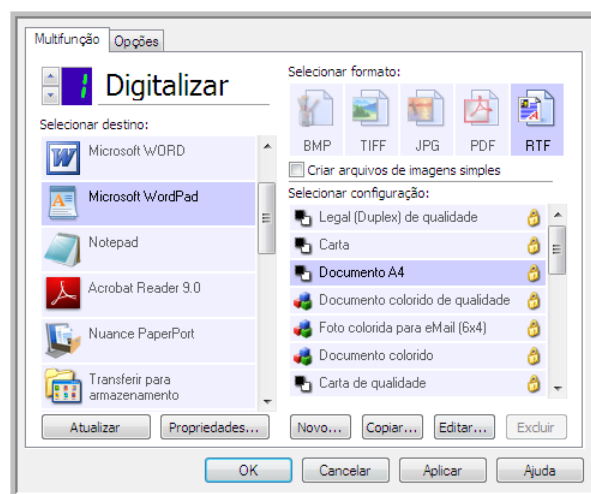 Multifunção
Opções
1
Digitalizar
Selecionar destino:
Microsoft WORD
Microsoft WordPad
Notepad
Acrobat Reader 9.0
Nuance PaperPort
Transferir para
armazenamento
Atualizar
Propriedades...
Selecionar formato:
BMP
TIFF
JPG
PDF
RTF
Criar arquivos de imagens simples
Selecionar configuração:
Legal (Duplex) de qualidade
Carta
Documento A4
Documento colorido de qualidade
Foto colorida para eMail (6x4)
Documento colorido
Carta de qualidade
Novo...
Copiar...
Editar...
Excluir
OK
Cancelar
Aplicar
Ajuda